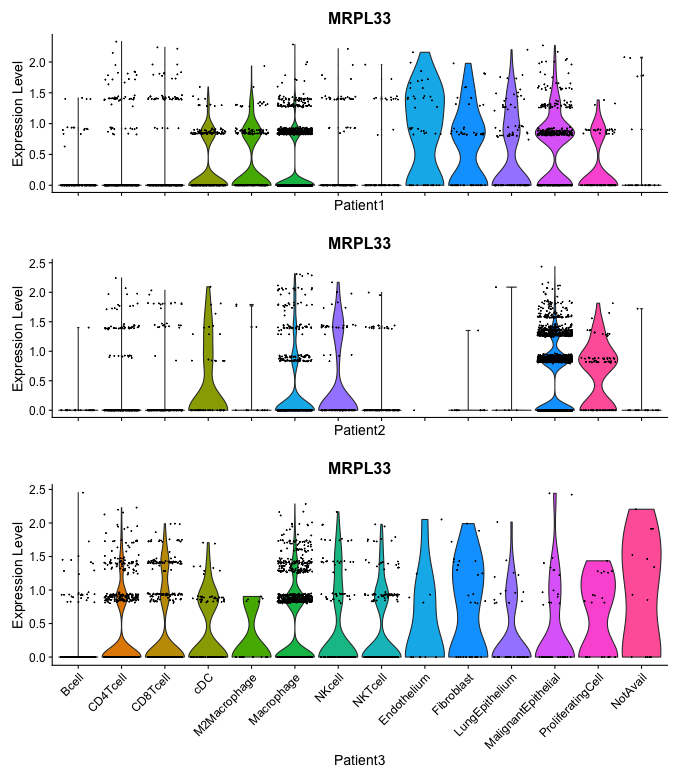 MRPL33
Expression Level
2.0
1.5
1.0
0.5
0.0
Patient1
MRPL33
Expression Level
2.5
2.0
1.5
1.0
0.5
0.0
Patient2
MRPL33
Expression Level
2.5
2.0
1.5
1.0
0.5
0.0
Bcell
CD4Tcell
CD8Tcell
cDC
M2Macrophage
Macrophage
NKcell
NKTcell
Endothelium
Fibroblast
LungEpithelium
MalignantEpithelial
ProliferatingCell
NotAvail
Patient3